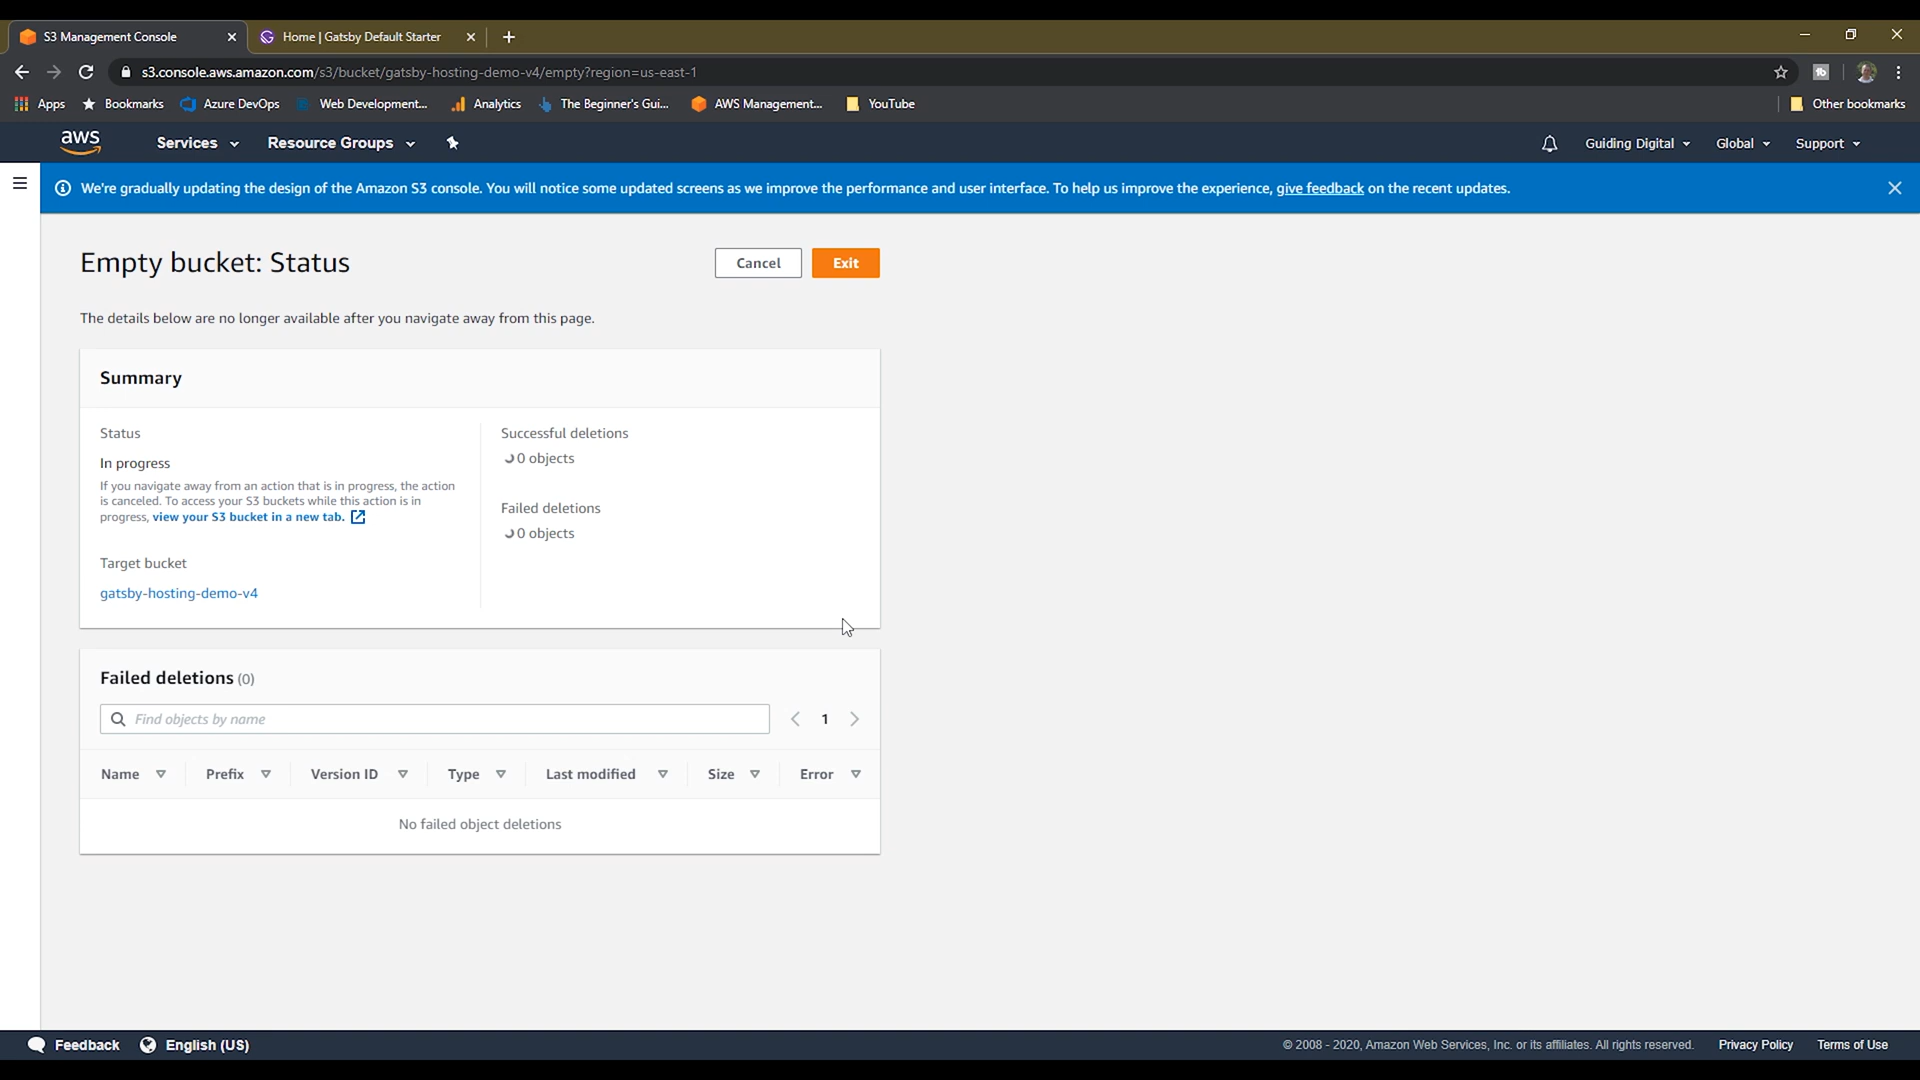 S3 Management Console
Home | Gatsby Default Starter
s3.console.aws.amazon.com/s3/bucket/gatsby-hosting-demo-v4/empty?region=us-east-1
Apps Bookmarks Azure DevOps Web Development... Analytics The Beginner's Gui... AWS Management... YouTube Other bookmarks
aws Services Resource Groups Guiding Digital Global Support
We're gradually updating the design of the Amazon S3 console. You will notice some updated screens as we improve the performance and user interface. To help us improve the experience, give feedback on the recent updates.
Empty bucket: Status
Cancel
Exit
The details below are no longer available after you navigate away from this page.
Summary
Status
In progress
If you navigate away from an action that is in progress, the action
is canceled. To access your S3 buckets while this action is in
progress, view your S3 bucket in a new tab.
Target bucket
gatsby-hosting-demo-v4
Successful deletions
0 objects
Failed deletions
0 objects
Failed deletions (0)
Find objects by name
1
Name Prefix Version ID Type Last modified Size Error
No failed object deletions
Feedback English (US) © 2008 - 2020, Amazon Web Services, Inc. or its affiliates. All rights reserved. Privacy Policy Terms of Use